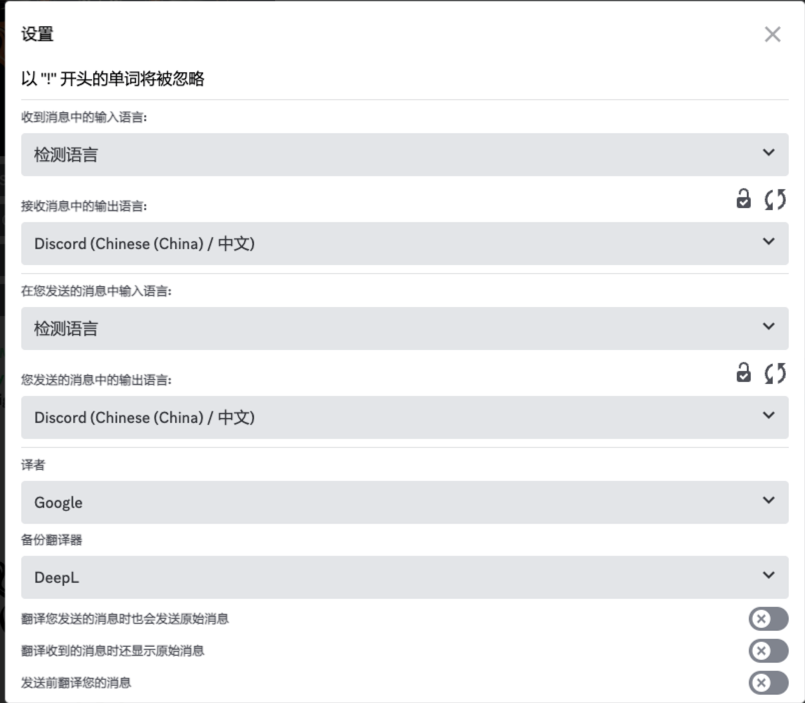 设置
以 "!" 开头的单词将被忽略
收到消息中的输入语言:
检测语言
接收消息中的输出语言:
Discord (Chinese (China) / 中文)
在您发送的消息中输入语言:
检测语言
您发送的消息中的输出语言:
Discord (Chinese (China) / 中文)
译者
Google
备份翻译器
DeepL
翻译您发送的消息时也会发送原始消息
翻译收到的消息时还显示原始消息
发送前翻译您的消息